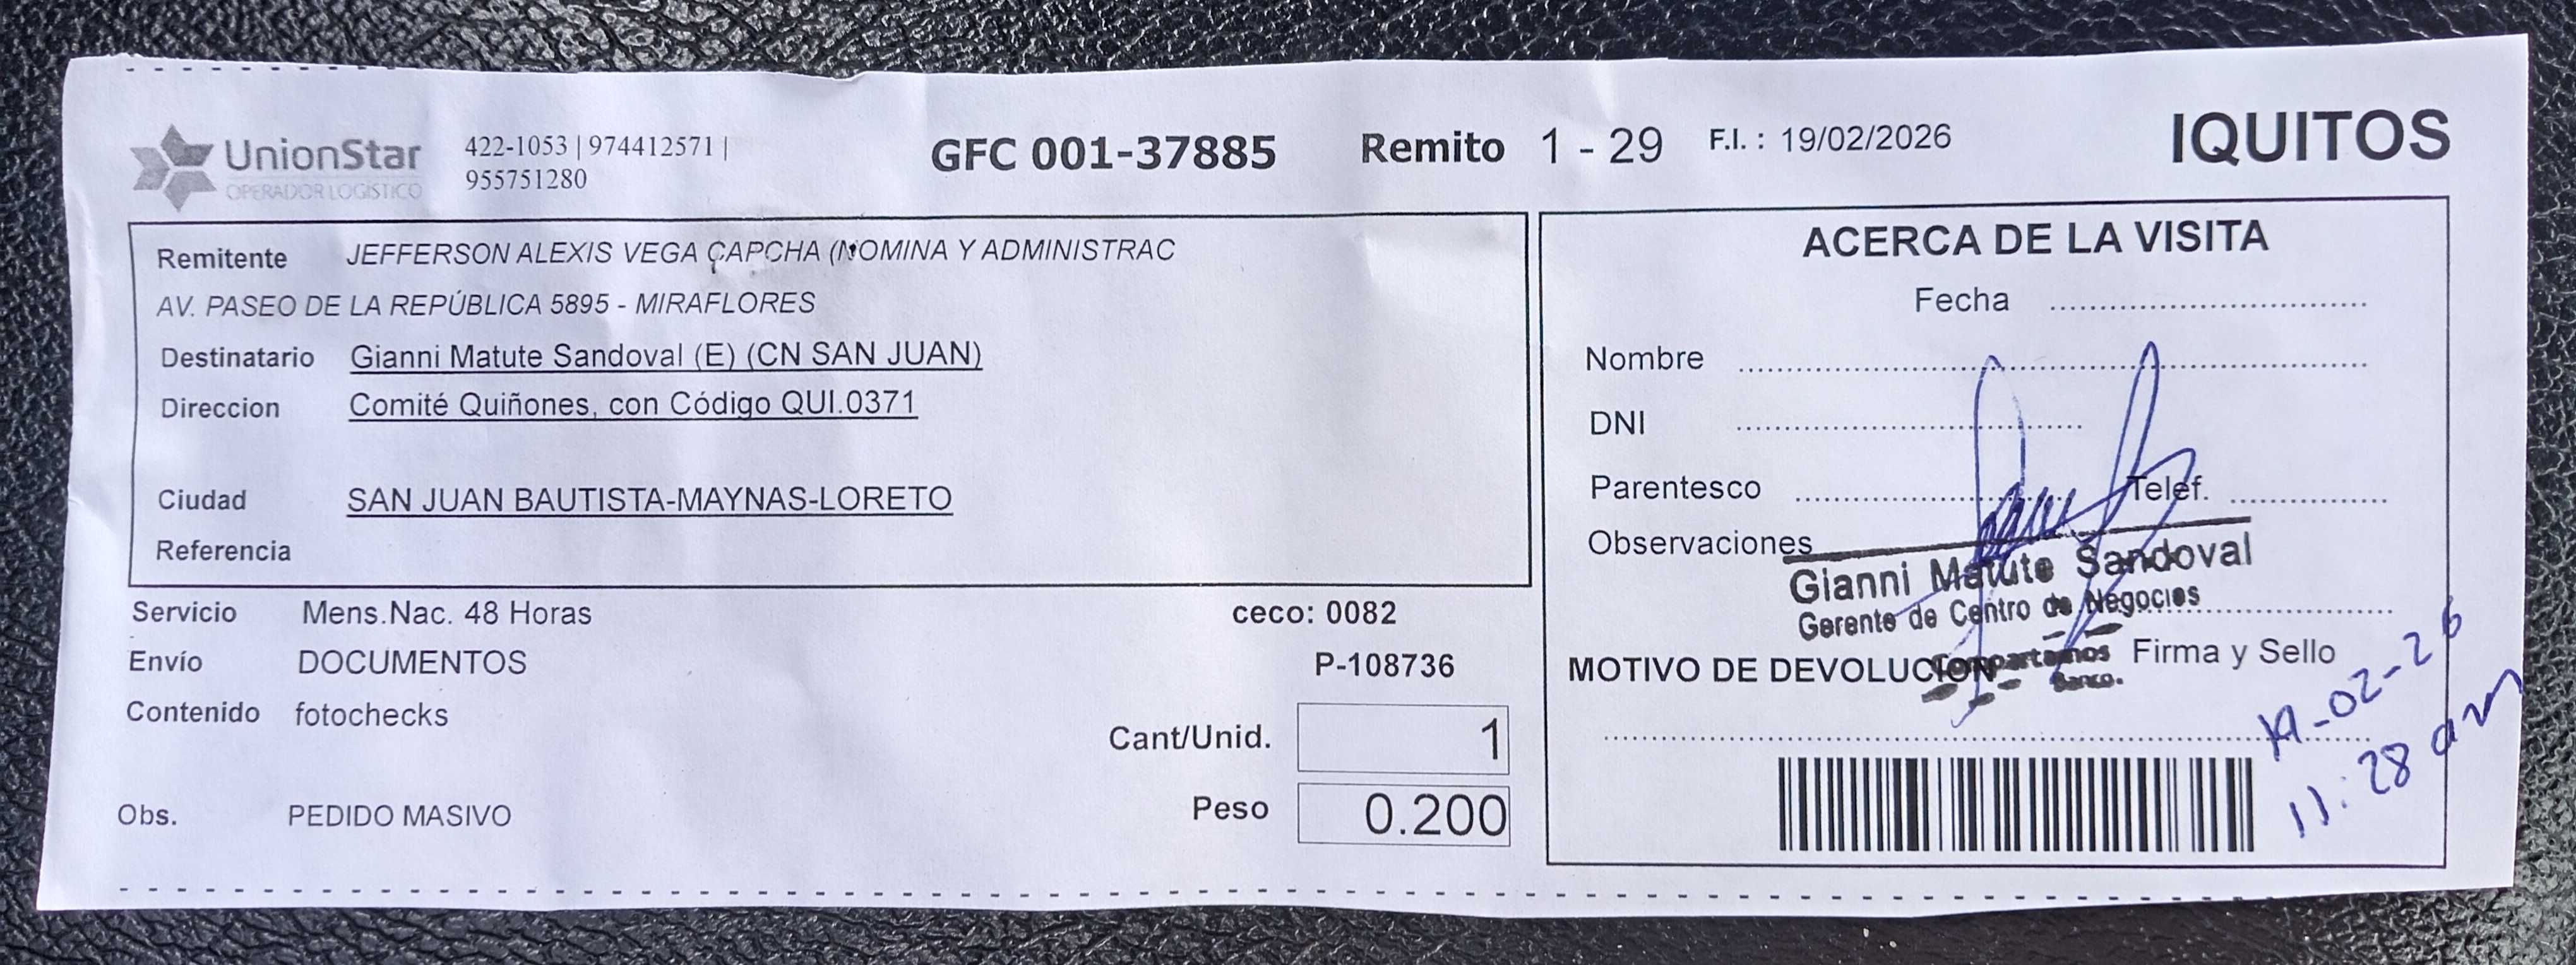 UnionStar
OPERADOR LOGÍSTICO
422-1053 | 974412571 |
955751280
GFC 001-37885 Remito 1 - 29 F.I. : 19/02/2026 IQUITOS
Remitente JEFFERSON ALEXIS VEGA CAPCHA (NOMINA Y ADMINISTRAC
AV. PASEO DE LA REPÚBLICA 5895 - MIRAFLORES
Destinatario Gianni Matute Sandoval (E) (CN SAN JUAN)
Direccion Comité Quiñones, con Código QUI.0371
Ciudad SAN JUAN BAUTISTA-MAYNAS-LORETO
Referencia
Servicio Mens.Nac. 48 Horas ceco: 0082
Envío DOCUMENTOS P-108736
Contenido fotochecks
Cant/Unid. 1
Peso 0.200
Obs. PEDIDO MASIVO
ACERCA DE LA VISITA
Fecha
Nombre
DNI
Parentesco Telef.
Observaciones
Gianni Matute Sandoval
Gerente de Centro de Negocios
Compartamos
Banco.
Firma y Sello
MOTIVO DE DEVOLUCION
-02-26
11:28 am